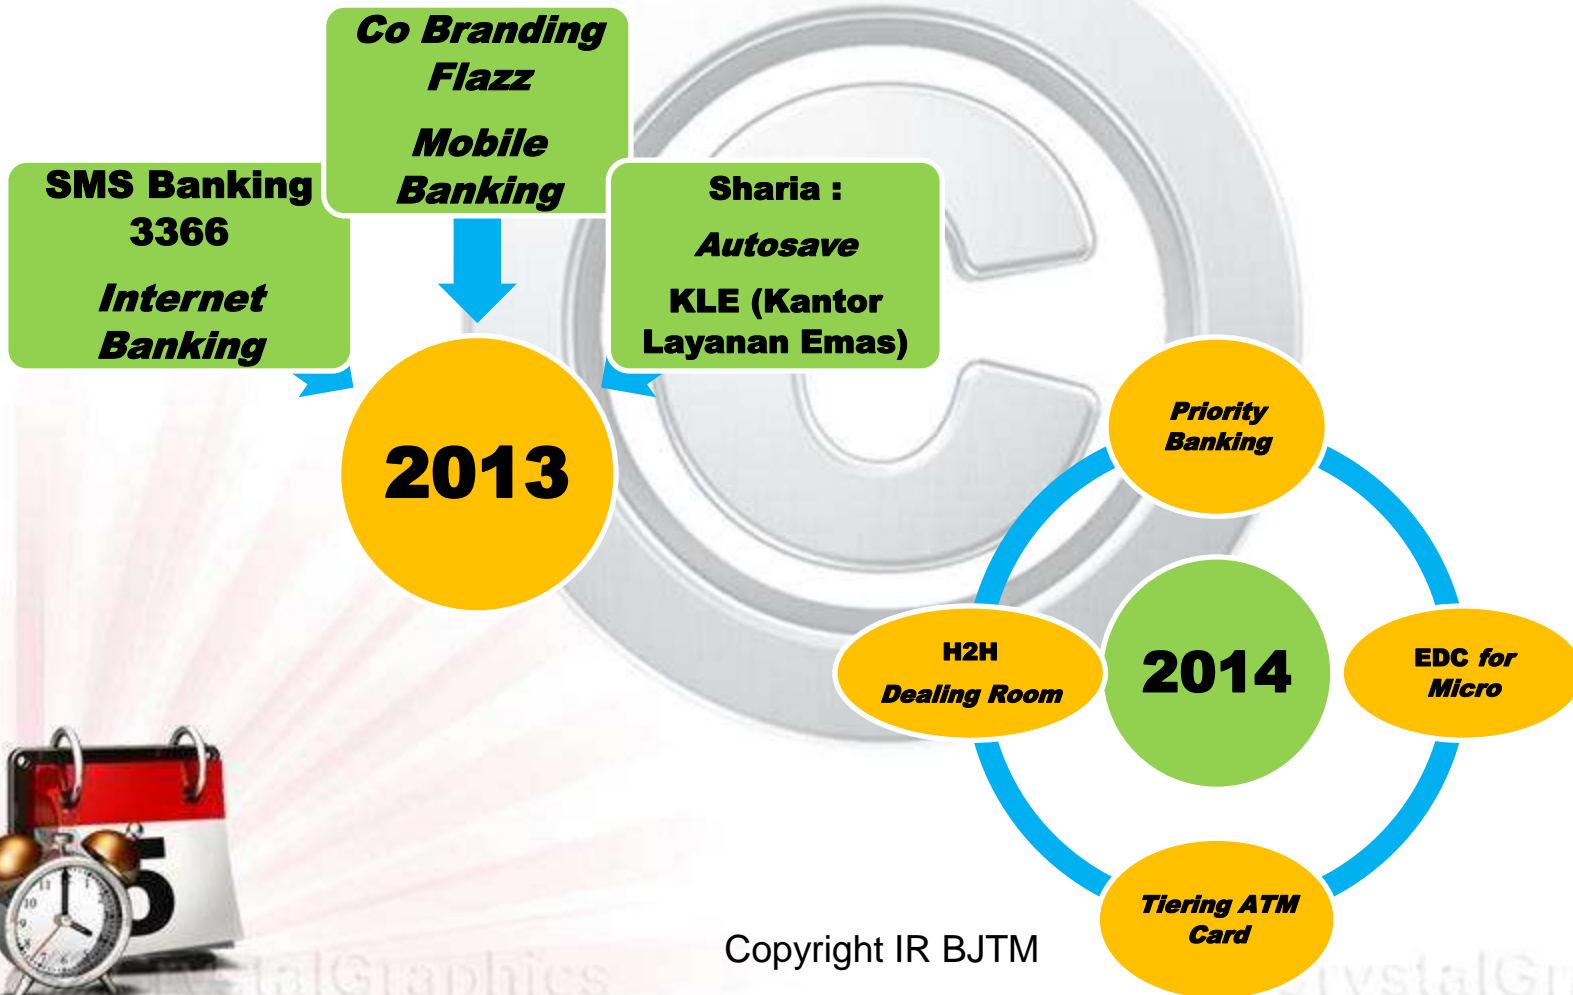 Co Branding
Flazz
Mobile
Banking
SMS Banking
3366
Internet
Banking
Sharia :
Autosave
KLE (Kantor
Layanan Emas)
2013
Priority
Banking
H2H
Dealing Room
2014
EDC for
Micro
Tiering ATM
Card
Copyright IR BJTM